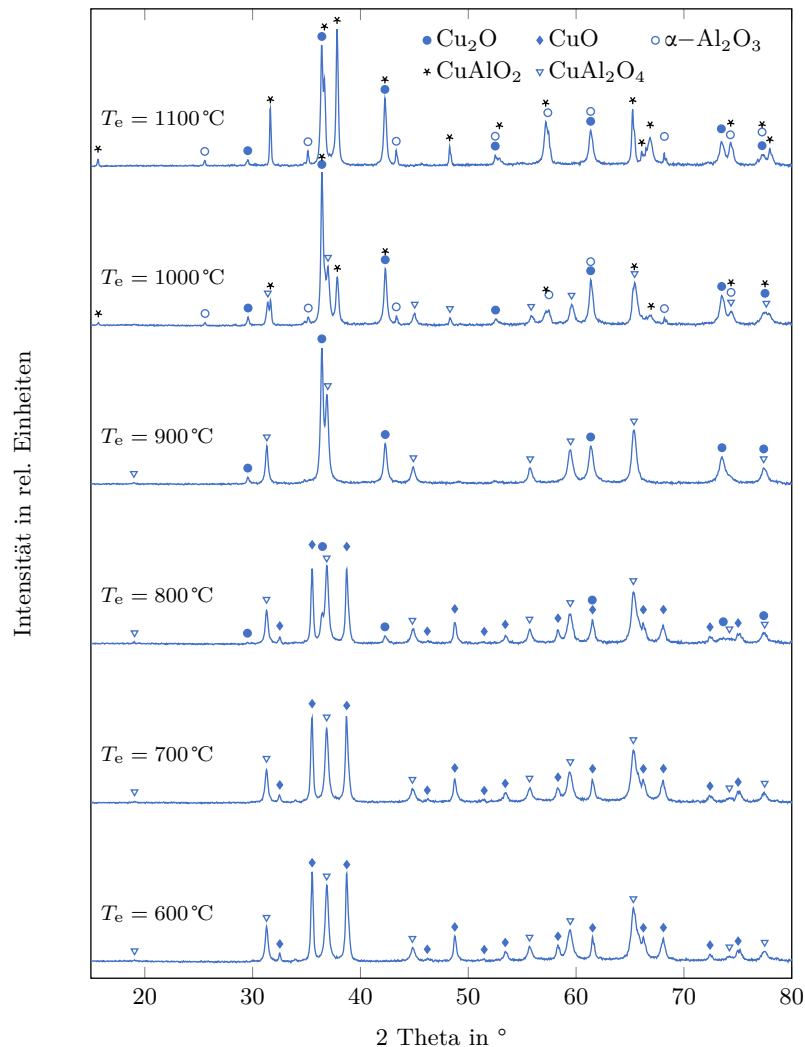 Cu₂O CuO α−Al₂O₃
CuAlO₂ CuAl₂O₄
Tₑ = 1100 °C
Tₑ = 1000 °C
Tₑ = 900 °C
Tₑ = 800 °C
Tₑ = 700 °C
Tₑ = 600 °C
Intensität in rel. Einheiten
20 30 40 50 60 70 80
2 Theta in °